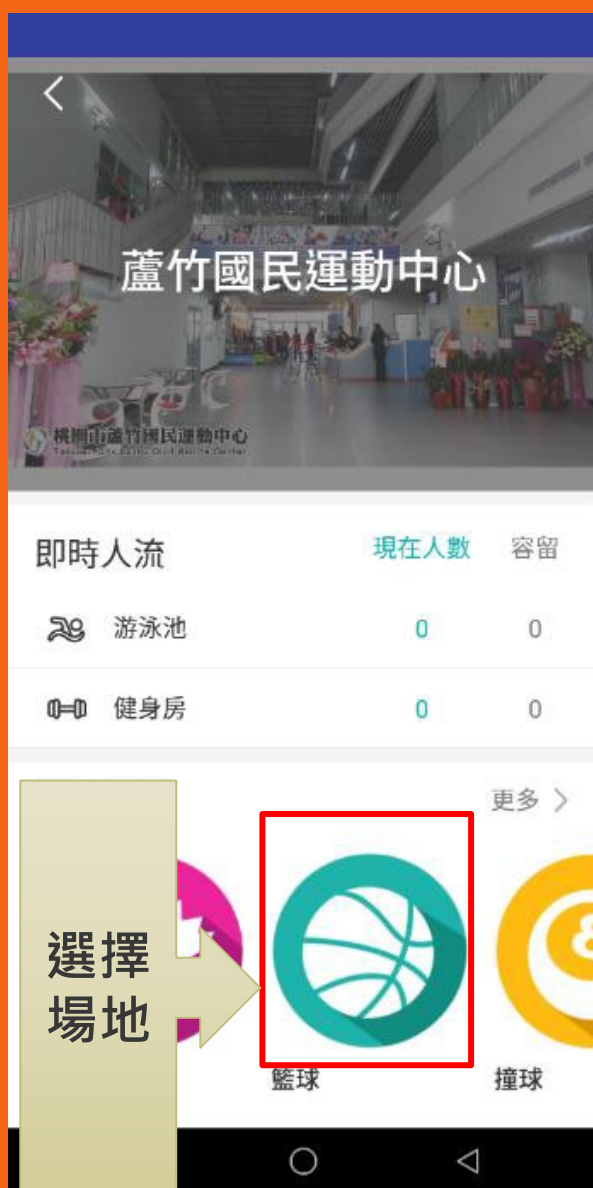 蘆竹國民運動中心
桃園市蘆竹國民運動中心
即時人流 現在人數 容留
游泳池 0 0
健身房 0 0
更多
選擇
場地
8
籃球 撞球